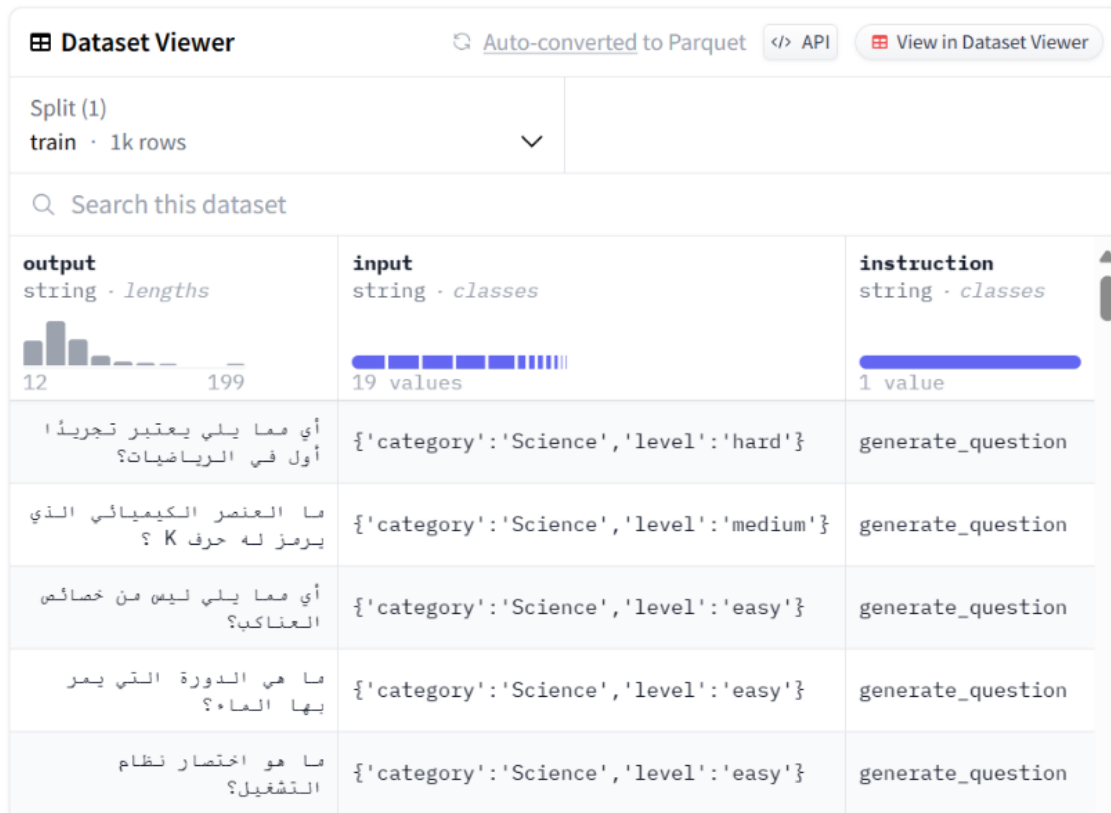 Dataset Viewer
Auto-converted to Parquet
API
View in Dataset Viewer
Split (1)
train · 1k rows
Search this dataset
output
string · lengths
12 199
input
string · classes
19 values
instruction
string · classes
1 value
أي مما يلي يعتبر تجريدًا
أول في الرياضيات؟
{'category':'Science','level':'hard'}
generate_question
ما العنصر الكيميائي الذي
يرمز له حرف K ؟
{'category':'Science','level':'medium'}
generate_question
أي مما يلي ليس من خصائص
العناكب؟
{'category':'Science','level':'easy'}
generate_question
ما هي الدورة التي يمر
بها الماء؟
{'category':'Science','level':'easy'}
generate_question
ما هو اختصار نظام
التشغيل؟
{'category':'Science','level':'easy'}
generate_question